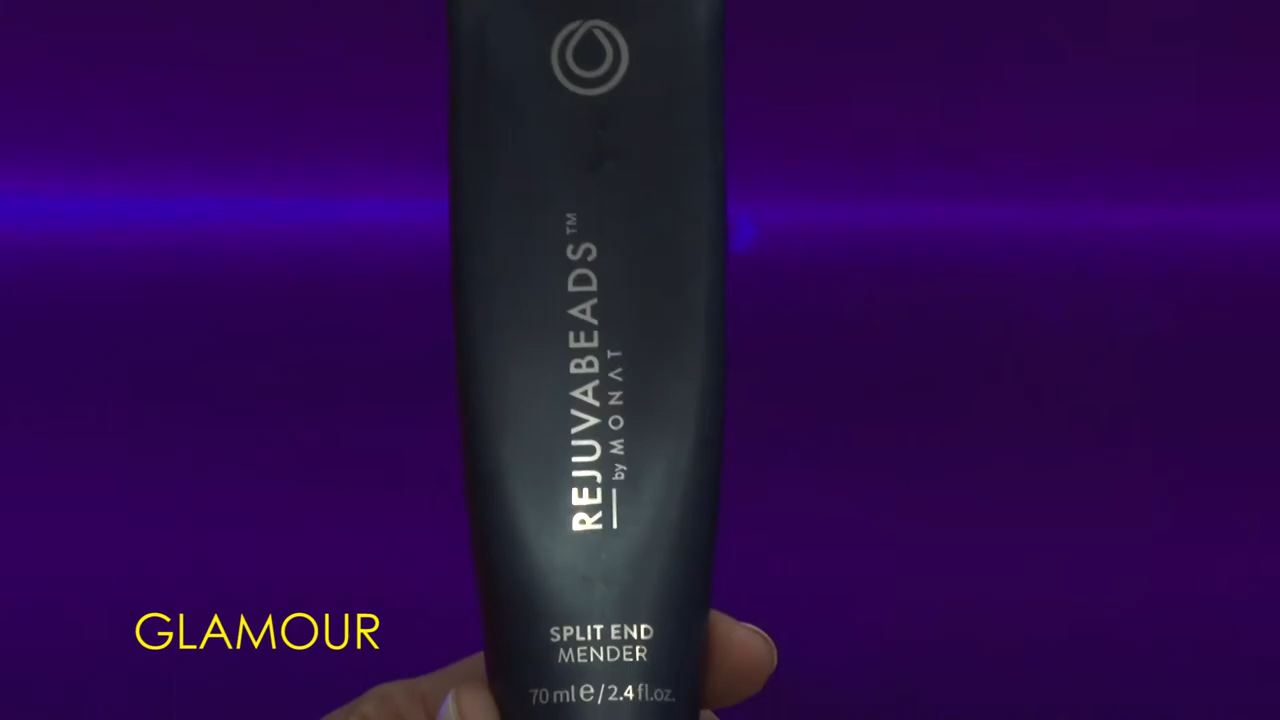 REJUVABEADS™
by MONAT
SPLIT END
MENDER
70 ml e/2.4 fl.oz.
GLAMOUR